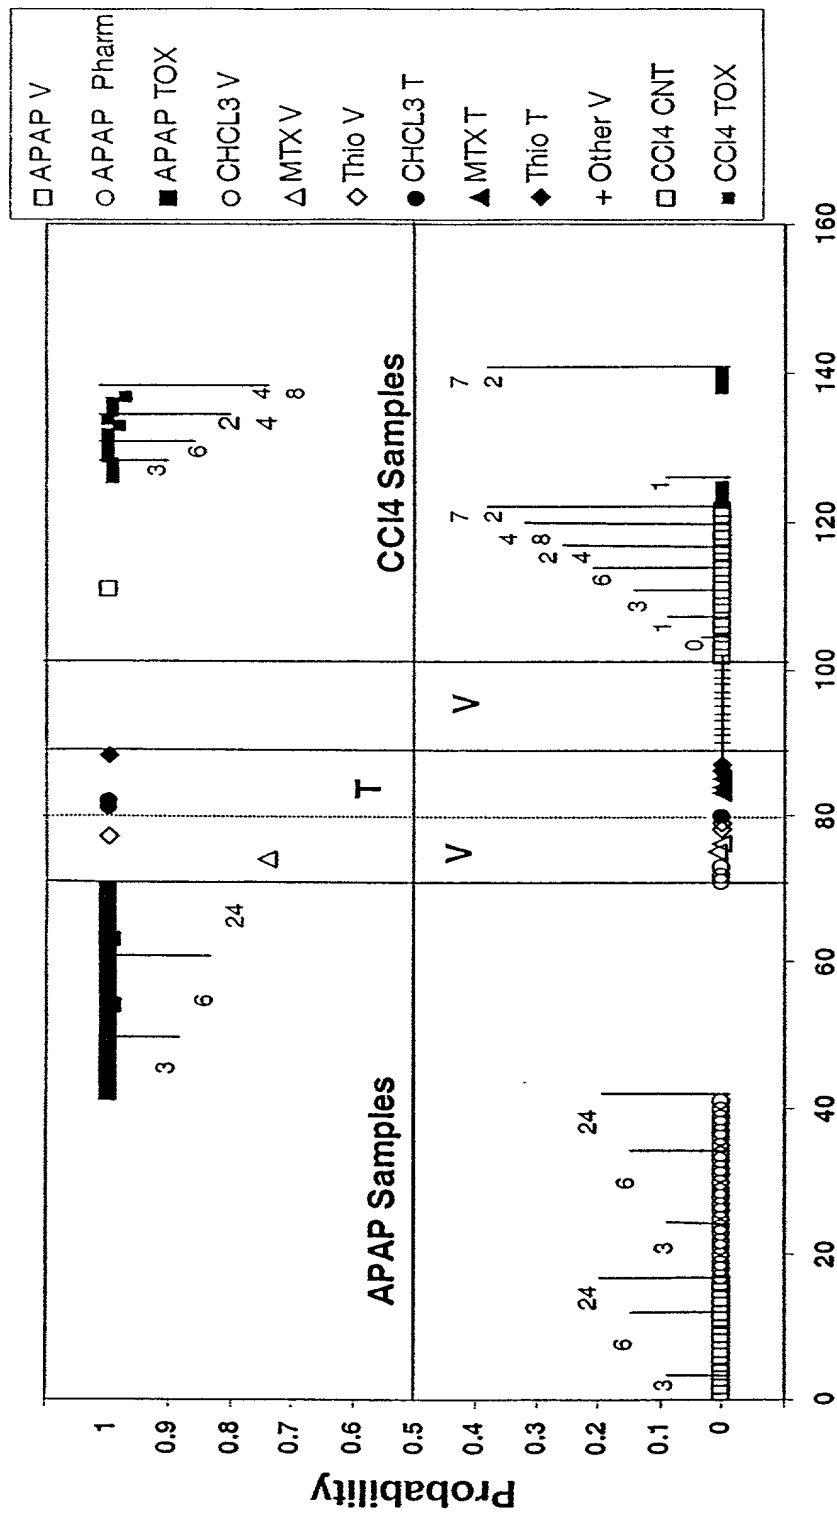 APAP V
APAP Pharm
APAP TOX
CHCL3 V
MTX V
Thio V
CHCL3 T
MTX T
Thio T
Other V
CCl4 CNT
CCl4 TOX
Probability
1
0.9
0.8
0.7
0.6
0.5
0.4
0.3
0.2
0.1
0
3
6
24
3
6
2
4
4
8
APAP Samples
T
CCl4 Samples
V
V
3
6
24
3
6
24
0
1
3
6
2
4
4
8
7
2
1
7
2
0
20
40
60
80
100
120
140
160